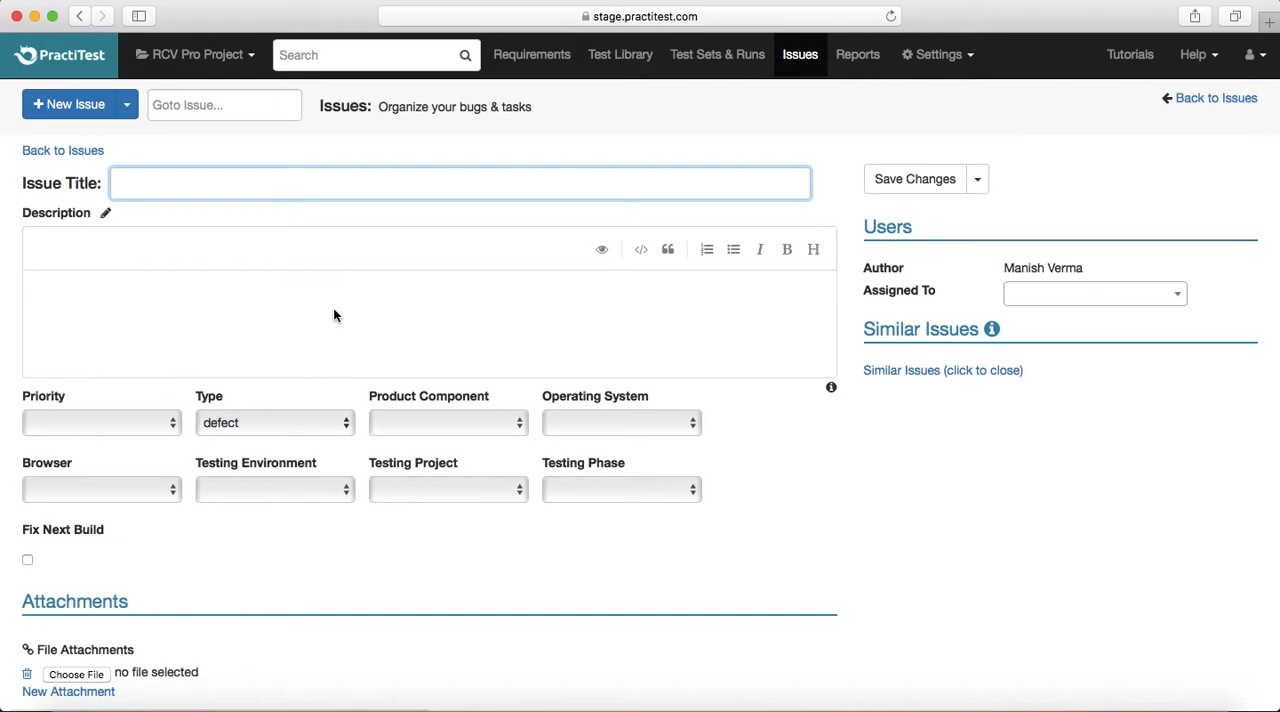 stage.practitest.com
PractiTest
RCV Pro Project
Search
Requirements
Test Library
Test Sets & Runs
Issues
Reports
Settings
Tutorials
Help
+ New Issue
Goto Issue...
Issues: Organize your bugs & tasks
Back to Issues
Back to Issues
Issue Title:
Save Changes
Description
Users
Author
Manish Verma
Assigned To
Similar Issues
Similar Issues (click to close)
Priority
Type
Product Component
Operating System
defect
Browser
Testing Environment
Testing Project
Testing Phase
Fix Next Build
Attachments
File Attachments
Choose File no file selected
New Attachment